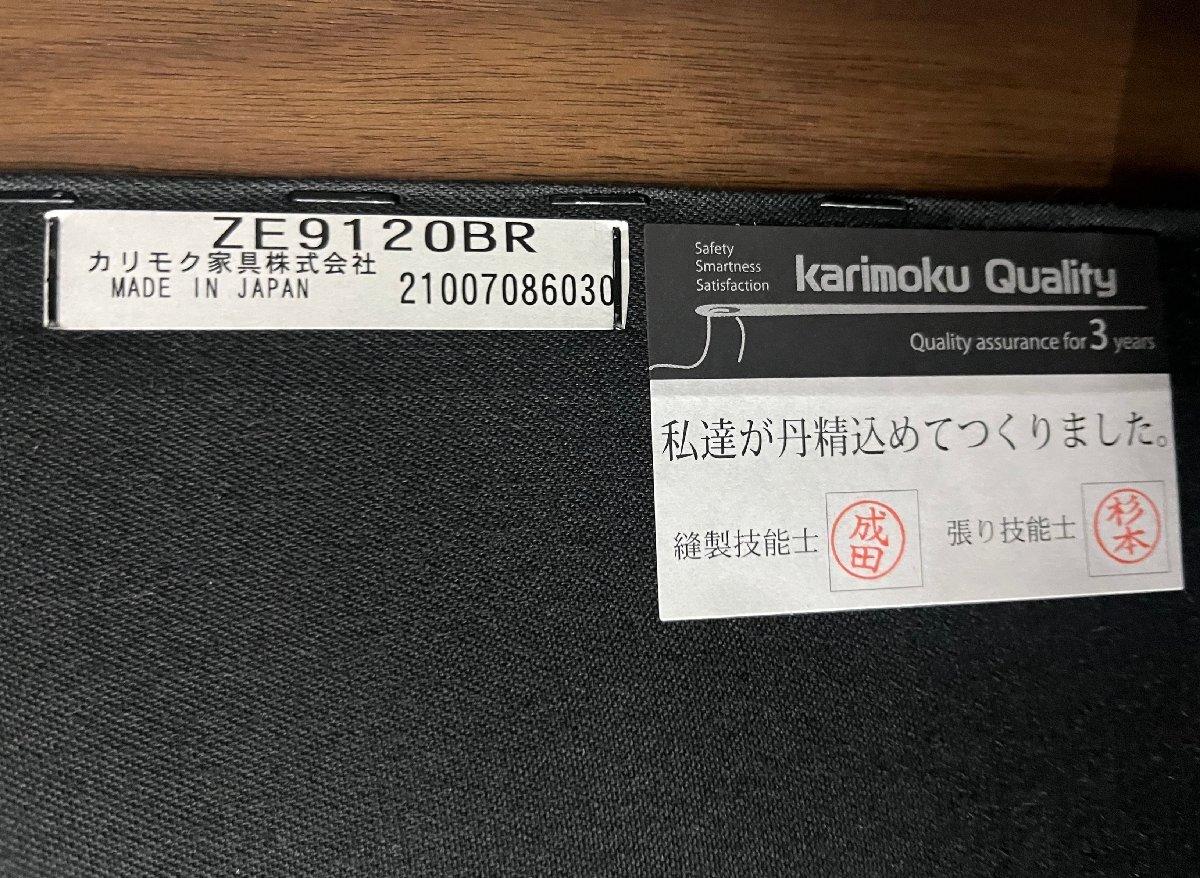 ZE9120BR
カリモク家具株式会社
MADE IN JAPAN
21007086030
Safety
Smartness
Satisfaction
karimoku Quality
Quality assurance for 3 years
私達が丹精込めてつくりました。
縫製技能士
成田
張り技能士
杉本